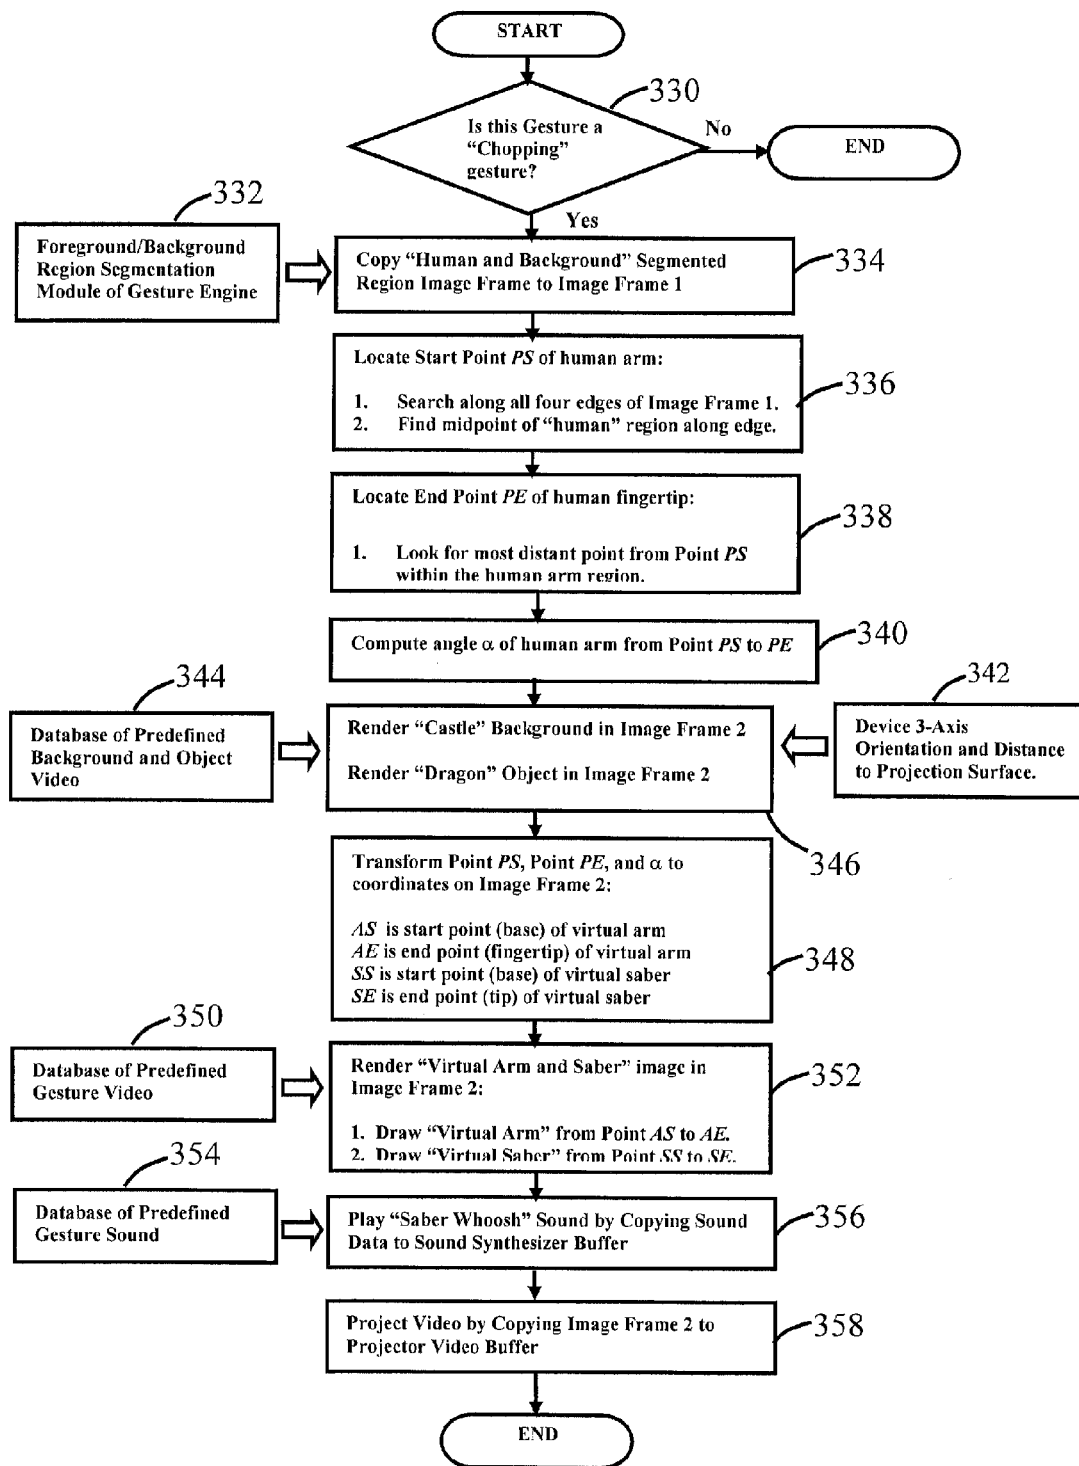 START
330
Is this Gesture a
“Chopping”
gesture?
No
END
Yes
332
Foreground/Background
Region Segmentation
Module of Gesture Engine
Copy “Human and Background” Segmented
Region Image Frame to Image Frame 1
334
Locate Start Point PS of human arm:
1. Search along all four edges of Image Frame 1.
2. Find midpoint of “human” region along edge.
336
Locate End Point PE of human fingertip:
1. Look for most distant point from Point PS
within the human arm region.
338
Compute angle α of human arm from Point PS to PE
340
344
Database of Predefined
Background and Object
Video
Render “Castle” Background in Image Frame 2
Render “Dragon” Object in Image Frame 2
342
Device 3-Axis
Orientation and Distance
to Projection Surface.
346
Transform Point PS, Point PE, and α to
coordinates on Image Frame 2:
AS is start point (base) of virtual arm
AE is end point (fingertip) of virtual arm
SS is start point (base) of virtual saber
SE is end point (tip) of virtual saber
348
350
Database of Predefined
Gesture Video
Render “Virtual Arm and Saber” image in
Image Frame 2:
1. Draw “Virtual Arm” from Point AS to AE.
2. Draw “Virtual Saber” from Point SS to SE.
352
354
Database of Predefined
Gesture Sound
Play “Saber Whoosh” Sound by Copying Sound
Data to Sound Synthesizer Buffer
356
Project Video by Copying Image Frame 2 to
Projector Video Buffer
358
END